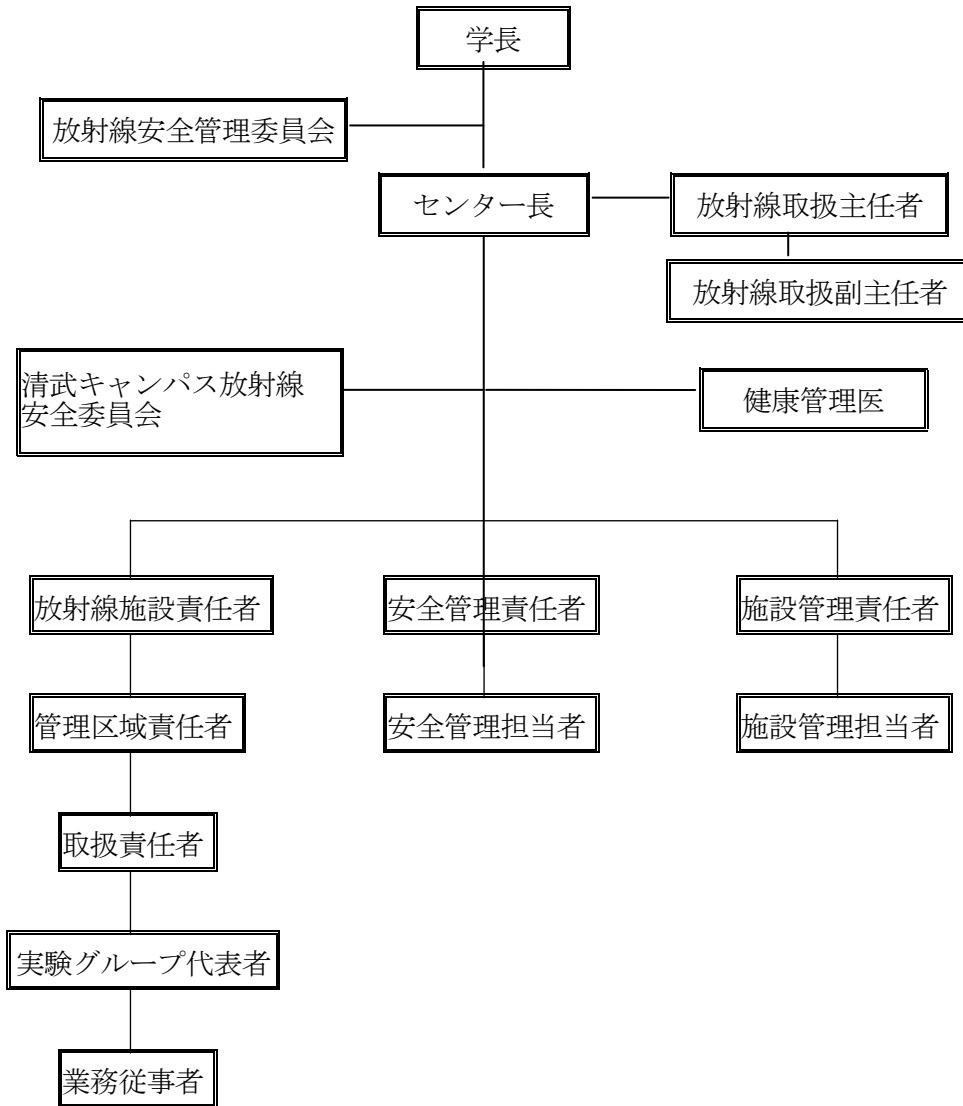 学長
放射線安全管理委員会
センター長
放射線取扱主任者
放射線取扱副主任者
清武キャンパス放射線
安全委員会
健康管理医
放射線施設責任者
安全管理責任者
施設管理責任者
管理区域責任者
安全管理担当者
施設管理担当者
取扱責任者
実験グループ代表者
業務従事者